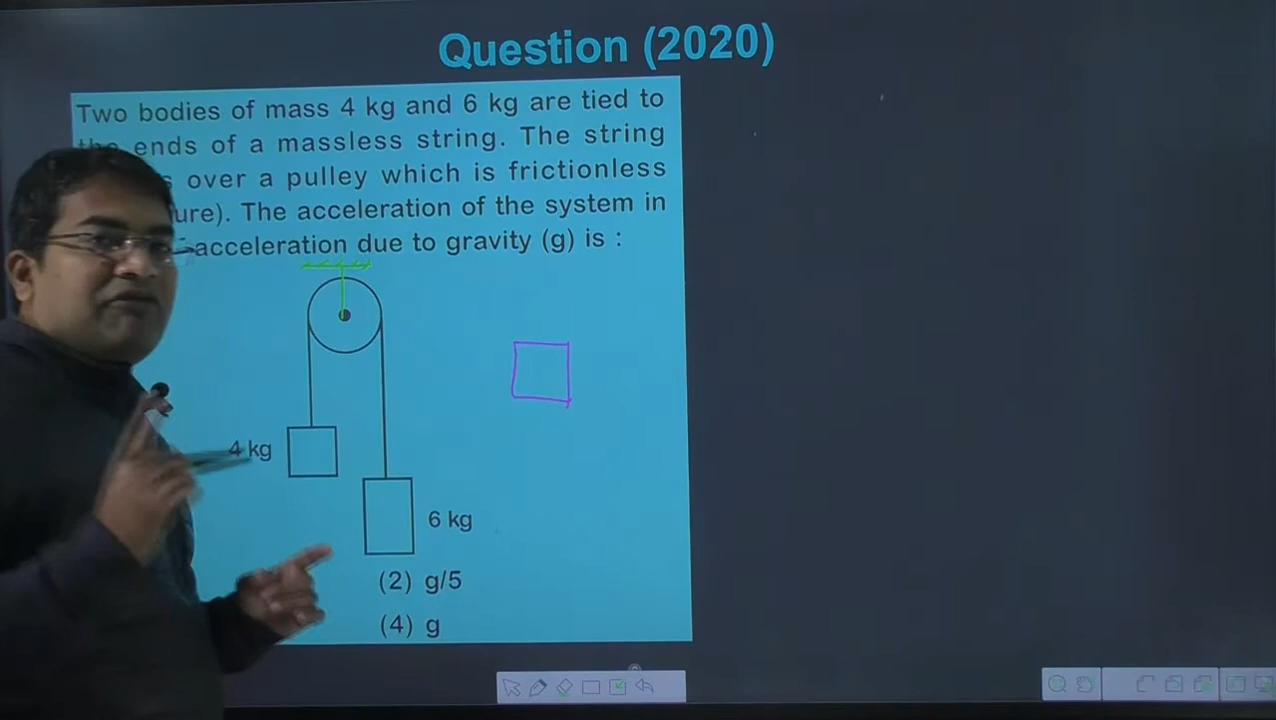 Question (2020)
Two bodies of mass 4 kg and 6 kg are tied to
the ends of a massless string. The string
over a pulley which is frictionless
The acceleration of the system in
acceleration due to gravity (g) is :
4 kg
6 kg
(2) g/5
(4) g